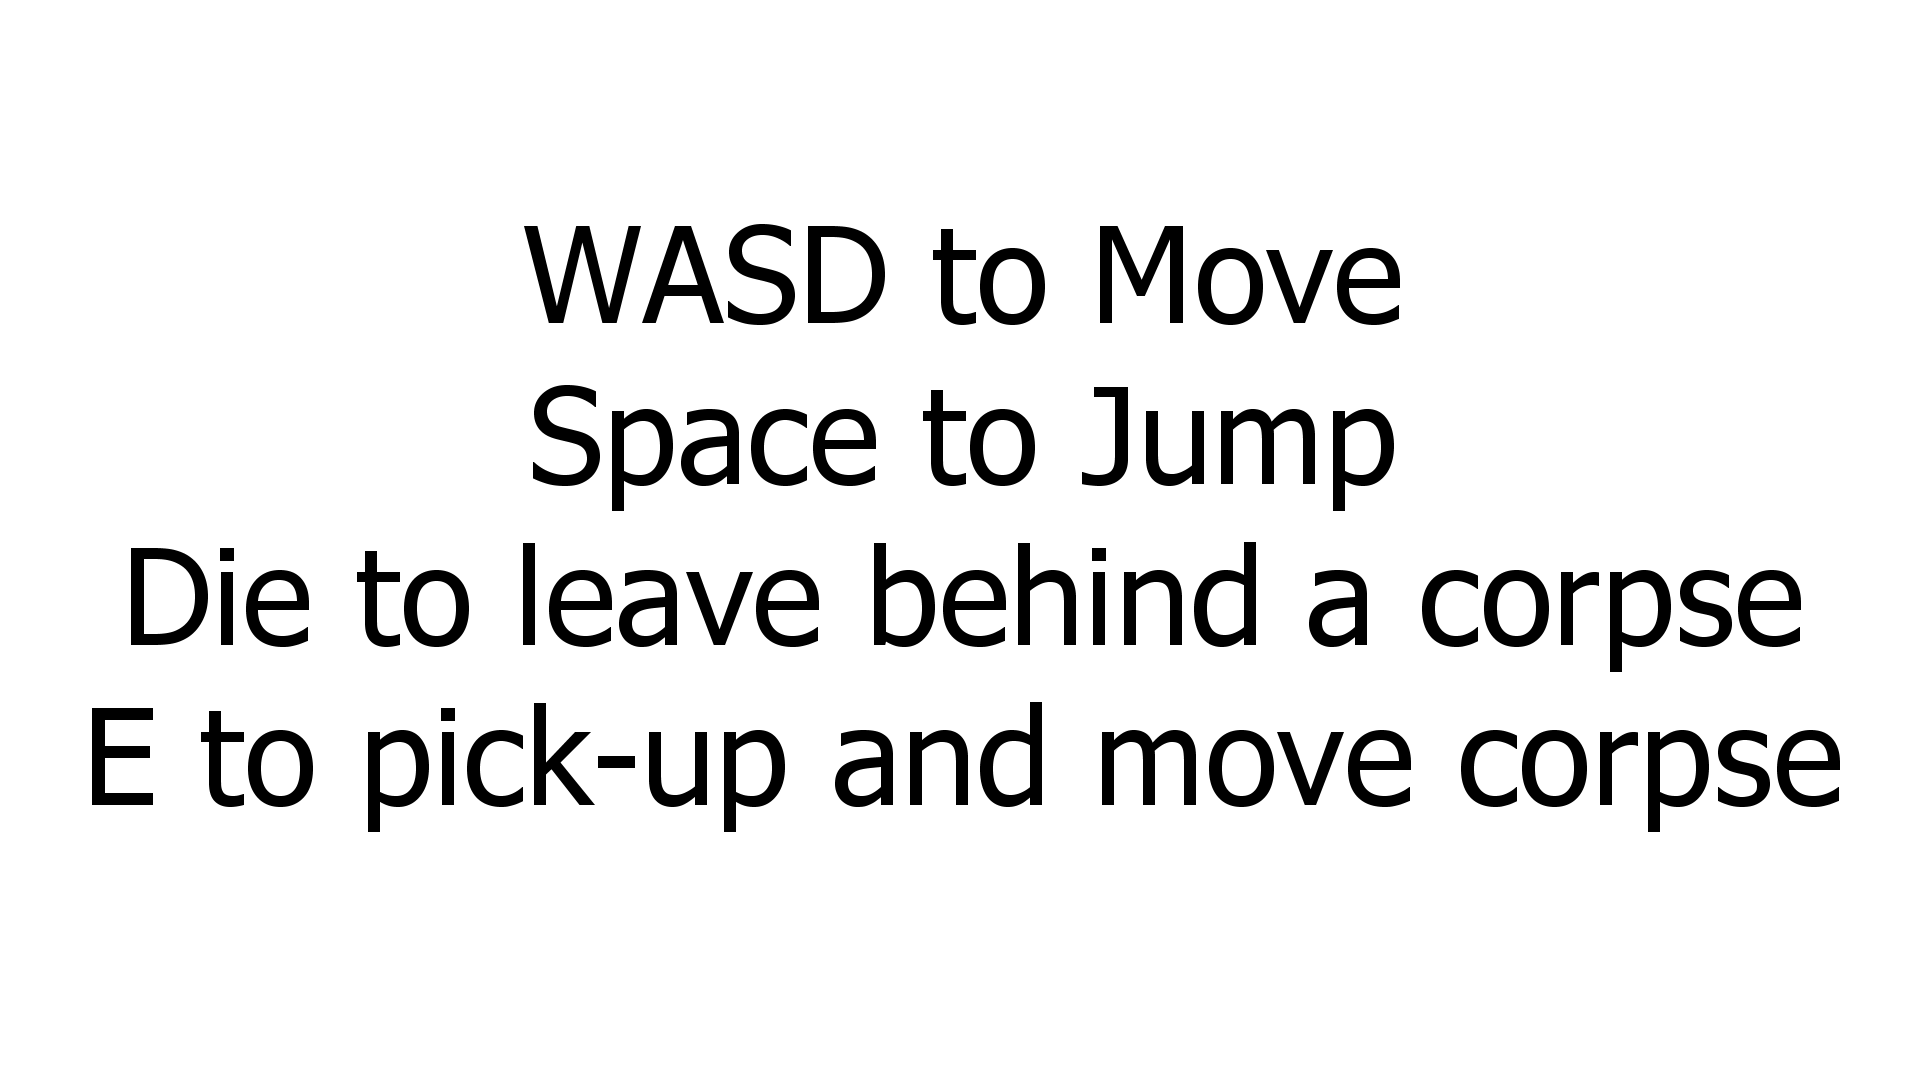 WASD to Move
Space to Jump
Die to leave behind a corpse
E to pick-up and move corpse